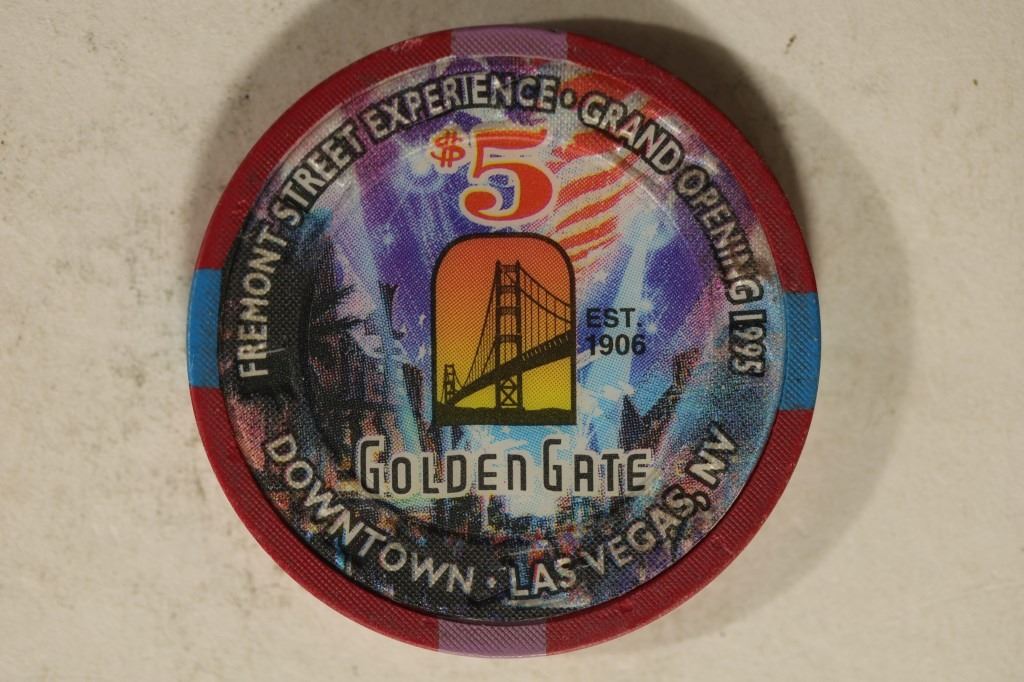 FREMONT STREET EXPERIENCE • GRAND OPENING 1995
$5
EST.
1906
GOLDEN GATE
DOWNTOWN • LAS VEGAS, NV